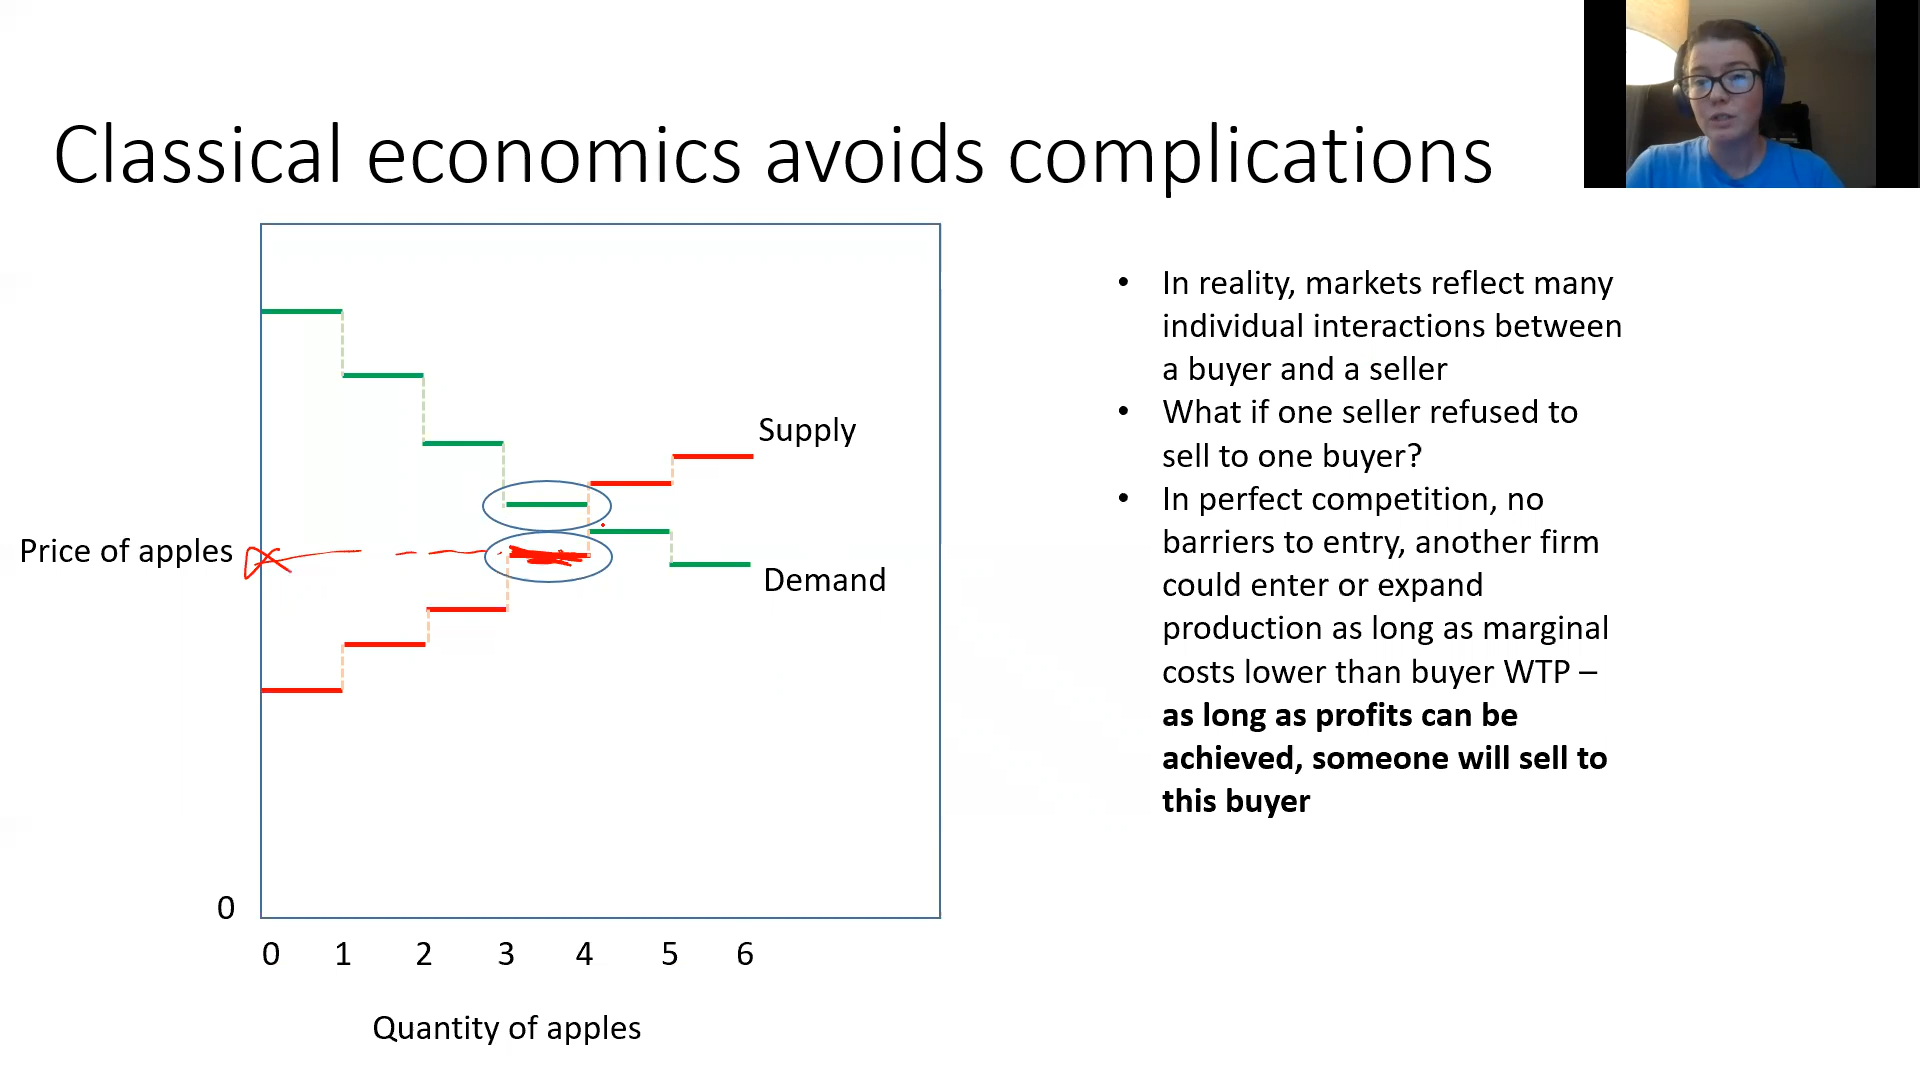 Classical economics avoids complications
Supply
Price of apples
Demand
0
0 1 2 3 4 5 6
Quantity of apples
• In reality, markets reflect many
individual interactions between
a buyer and a seller
• What if one seller refused to
sell to one buyer?
• In perfect competition, no
barriers to entry, another firm
could enter or expand
production as long as marginal
costs lower than buyer WTP –
as long as profits can be
achieved, someone will sell to
this buyer